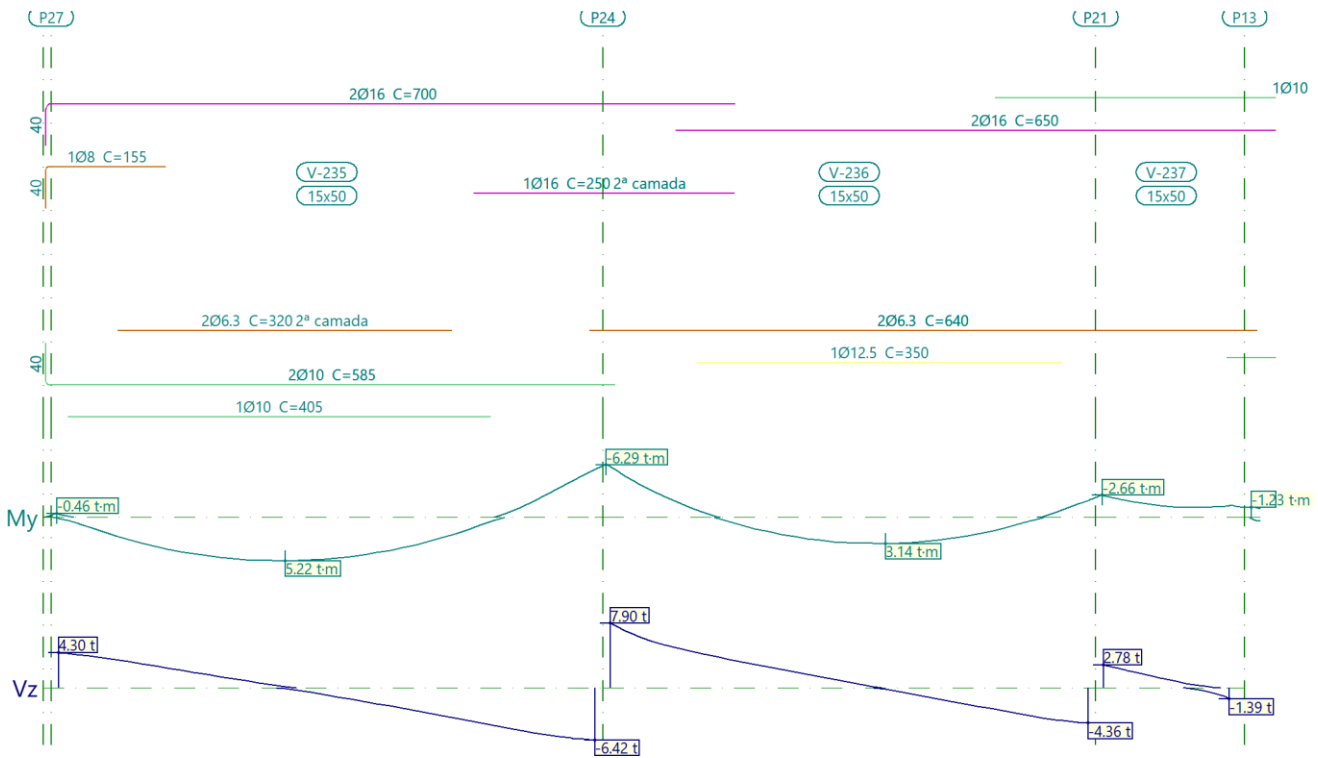 P27
P24
P21
P13
2Ø16 C=700
1Ø10
40
2Ø16 C=650
1Ø8 C=155
40
V-235
15x50
1Ø16 C=250 2ª camada
V-236
15x50
V-237
15x50
2Ø6.3 C=320 2ª camada
2Ø6.3 C=640
40
1Ø12.5 C=350
2Ø10 C=585
1Ø10 C=405
-6.29 t·m
-0.46 t·m
-2.66 t·m
-1.23 t·m
My
3.14 t·m
5.22 t·m
7.90 t
4.30 t
2.78 t
Vz
-1.39 t
-4.36 t
-6.42 t